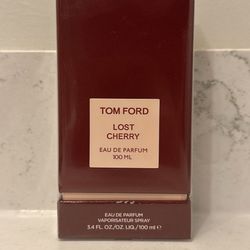 TOM FORD
LOST
CHERRY
EAU DE PARFUM
100 ML
EAU DE PARFUM
VAPORISATEUR SPRAY
3.4 FL. OZ./OZ. LIQ./100 ml ℮